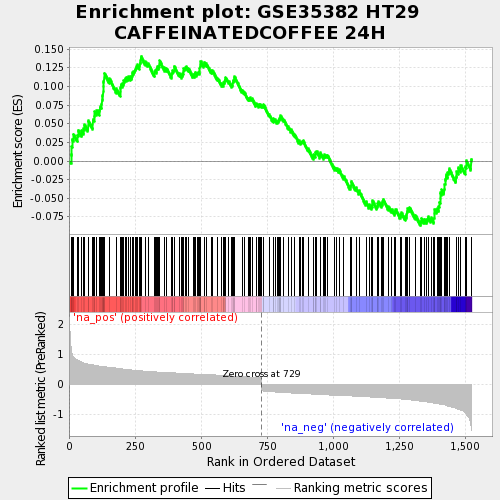 Enrichment plot: GSE35382 HT29
CAFFEINATEDCOFFEE 24H
Enrichment score (ES)
0.150
0.125
0.100
0.075
0.050
0.025
0.000
-0.025
-0.050
-0.075
'na_pos' (positively correlated)
Ranked list metric (PreRanked)
2
1
0
-1
Zero cross at 729
'na_neg' (negatively correlated)
0
250
500
750
1,000
1,250
1,500
Rank in Ordered Dataset
Enrichment profile
Hits
Ranking metric scores